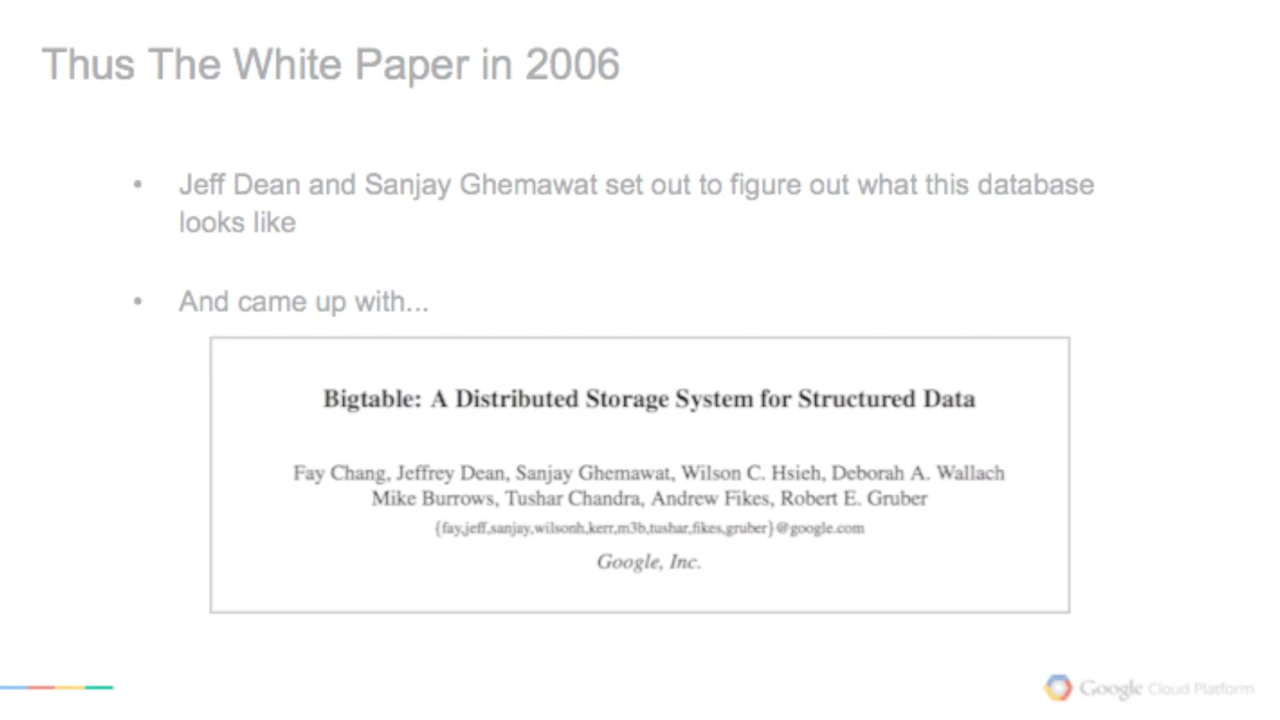 Thus The White Paper in 2006
• Jeff Dean and Sanjay Ghemawat set out to figure out what this database
looks like
• And came up with...
Bigtable: A Distributed Storage System for Structured Data
Fay Chang, Jeffrey Dean, Sanjay Ghemawat, Wilson C. Hsieh, Deborah A. Wallach
Mike Burrows, Tushar Chandra, Andrew Fikes, Robert E. Gruber
{fay,jeff,sanjay,wilsonh,kerr,m3b,tushar,fikes,gruber}@google.com
Google, Inc.
Google Cloud Platform